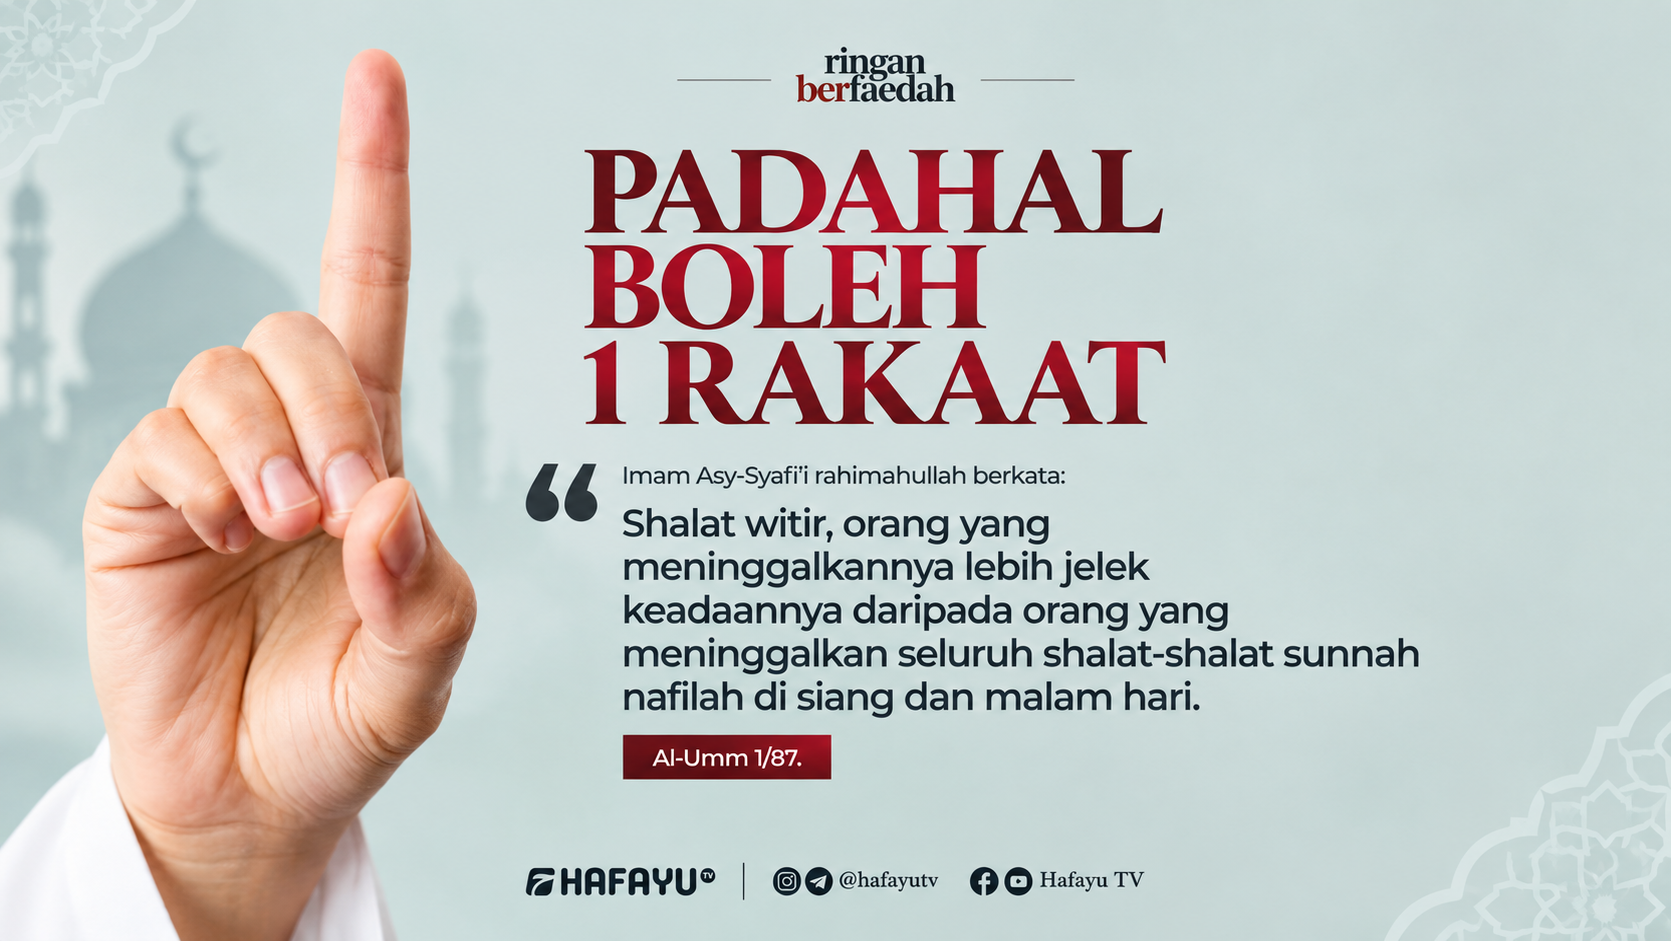 ringan
berfaedah
PADAHAL
BOLEH
1 RAKAAT
“
Imam Asy-Syafi'i rahimahullah berkata:
Shalat witir, orang yang
meninggalkannya lebih jelek
keadaannya daripada orang yang
meninggalkan seluruh shalat-shalat sunnah
nafilah di siang dan malam hari.
Al-Umm 1/87.
HAFAYU TV
@hafayutv
Hafayu TV